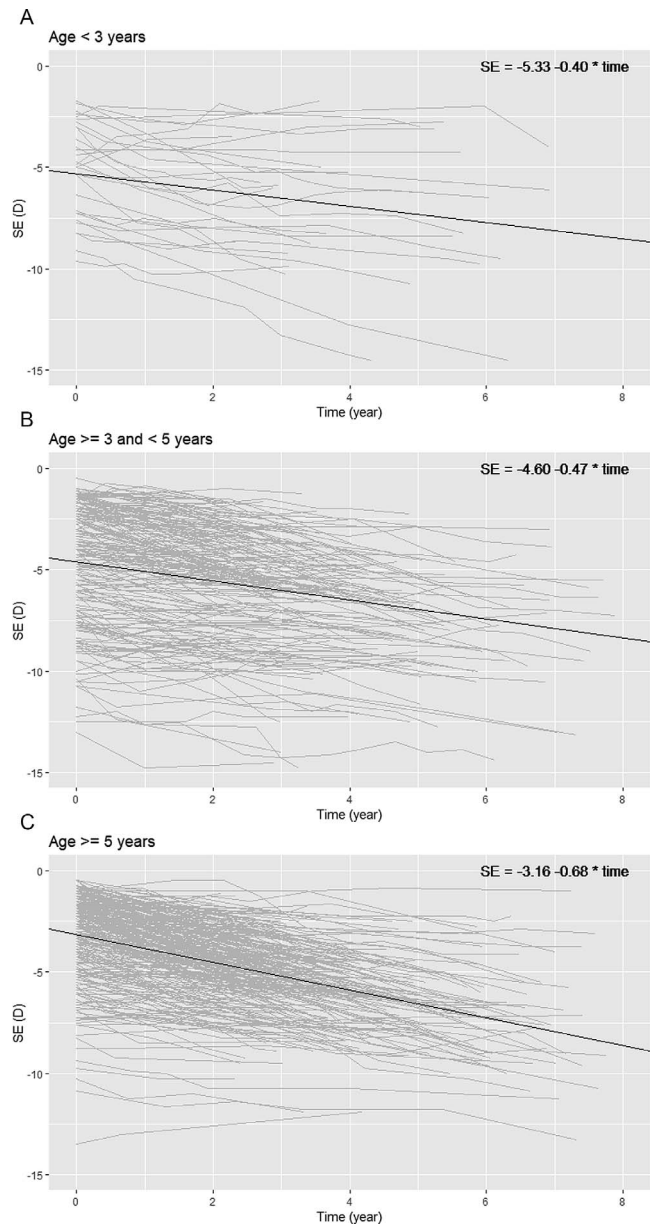 A
Age < 3 years
SE = -5.33 -0.40 * time
0
-5
-10
-15
SE (D)
0 2 4 6 8
Time (year)
B
Age >= 3 and < 5 years
SE = -4.60 -0.47 * time
0
-5
-10
-15
SE (D)
0 2 4 6 8
Time (year)
C
Age >= 5 years
SE = -3.16 -0.68 * time
0
-5
-10
-15
SE (D)
0 2 4 6 8
Time (year)